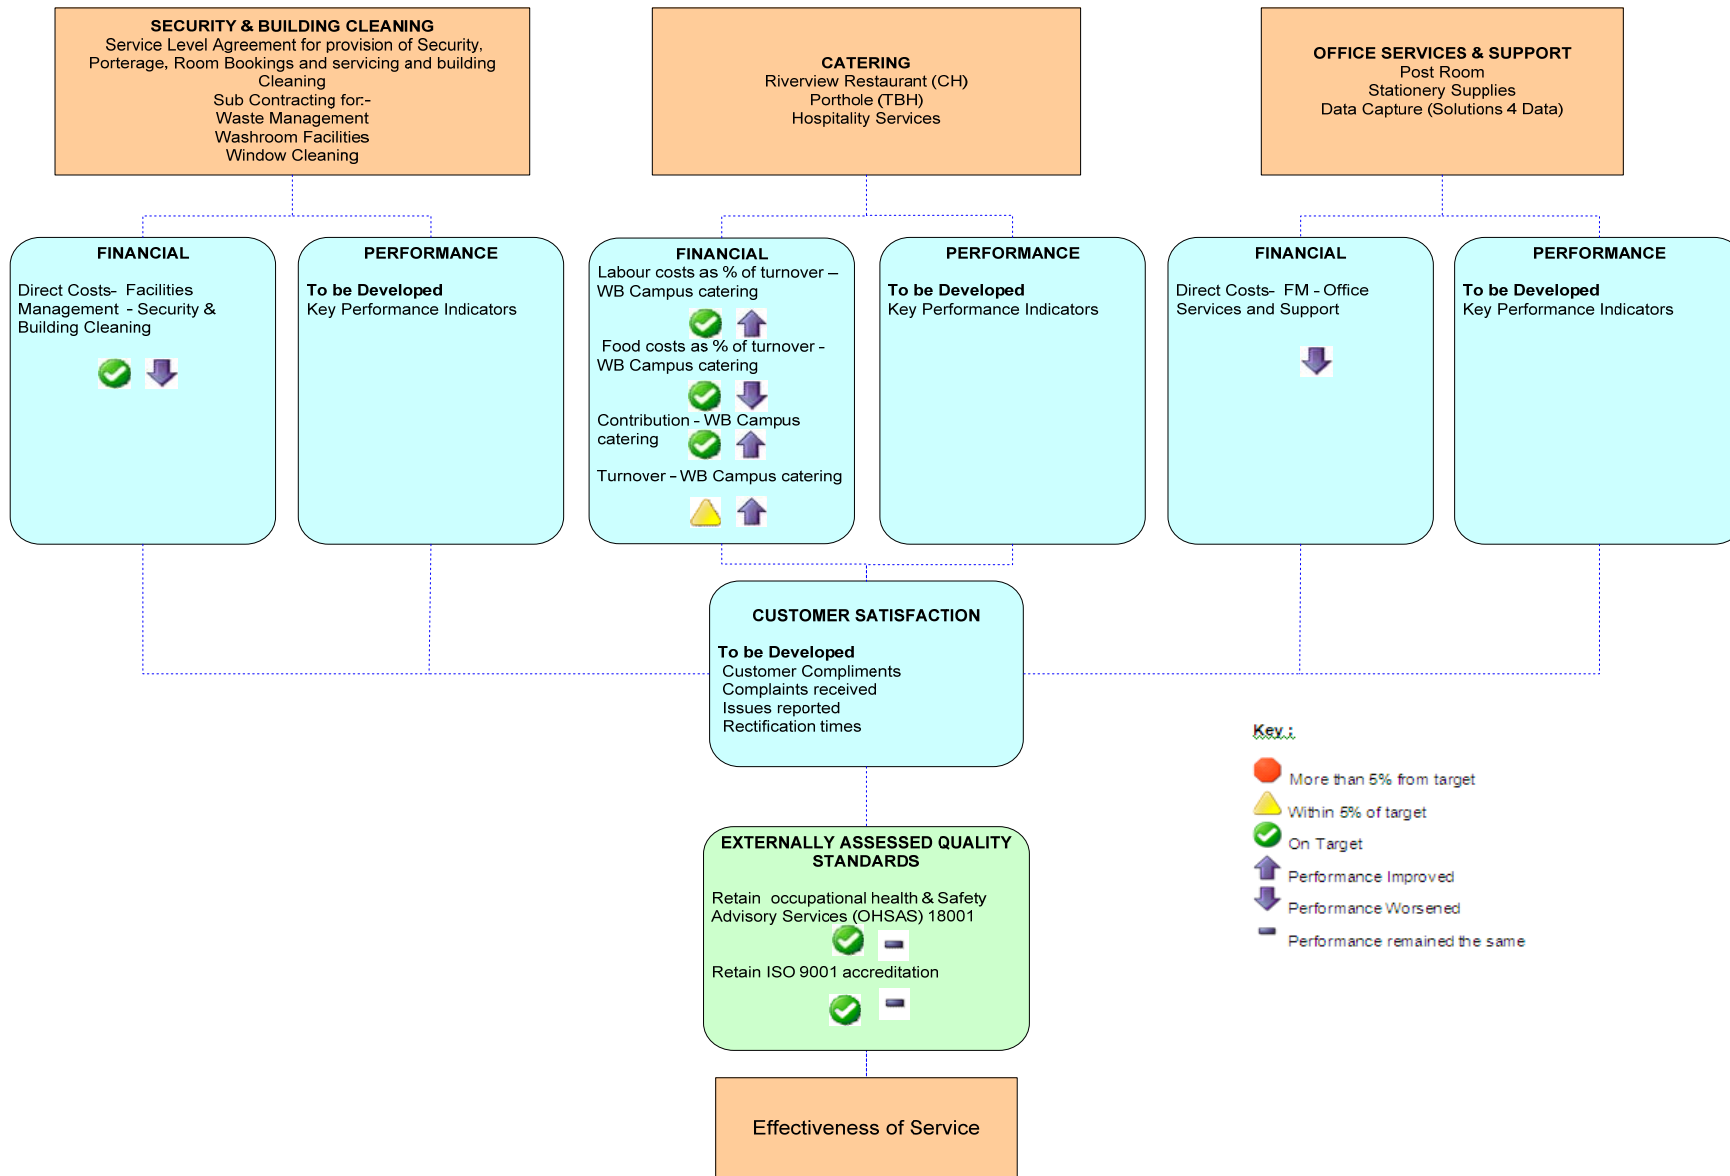 SECURITY & BUILDING CLEANING
Service Level Agreement for provision of Security,
Porterage, Room Bookings and servicing and building
Cleaning
Sub Contracting for:-
Waste Management
Washroom Facilities
Window Cleaning
CATERING
Riverview Restaurant (CH)
Porthole (TBH)
Hospitality Services
OFFICE SERVICES & SUPPORT
Post Room
Stationery Supplies
Data Capture (Solutions 4 Data)
FINANCIAL
Direct Costs- Facilities
Management - Security &
Building Cleaning
PERFORMANCE
To be Developed
Key Performance Indicators
FINANCIAL
Labour costs as % of turnover –
WB Campus catering
Food costs as % of turnover -
WB Campus catering
Contribution - WB Campus
catering
Turnover - WB Campus catering
PERFORMANCE
To be Developed
Key Performance Indicators
FINANCIAL
Direct Costs- FM - Office
Services and Support
PERFORMANCE
To be Developed
Key Performance Indicators
CUSTOMER SATISFACTION
To be Developed
Customer Compliments
Complaints received
Issues reported
Rectification times
Key :
More than 5% from target
Within 5% of target
On Target
Performance Improved
Performance Worsened
Performance remained the same
EXTERNALLY ASSESSED QUALITY
STANDARDS
Retain occupational health & Safety
Advisory Services (OHSAS) 18001
Retain ISO 9001 accreditation
Effectiveness of Service